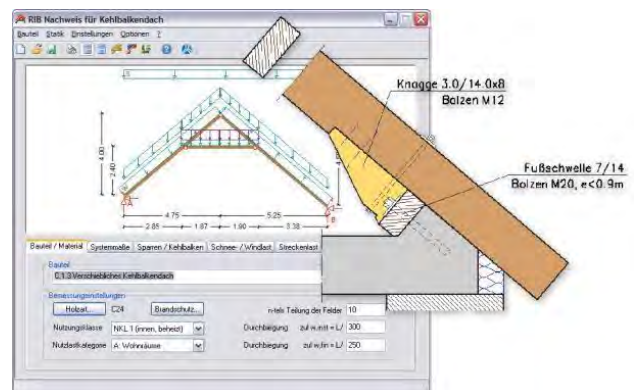 RIB Nachweis für Kehlbalkendach
Bauteil Statik Einstellungen Optionen ?
Knagge 3.0/14.0x8
Bolzen M12
Fußschwelle 7/14
Bolzen M20, e<0.9m
4.00
2.40
4.75
5.25
2.85
1.87
1.90
3.38
Bauteil / Material Systemmaße Sparren / Kehlbalken Schnee- / Windlast Streckenlast
Bauteil
0.1.3 Verschiebliches Kehlbalkendach
Bemessungseinstellungen
Holzart... C24 Brandschutz... n-tels Teilung der Felder 10
Nutzungsklasse NKL 1 (innen, beheizt) Durchbiegung zul w,inst = L/ 300
Nutzlastkategorie A: Wohnräume Durchbiegung zul w,fin = L/ 250